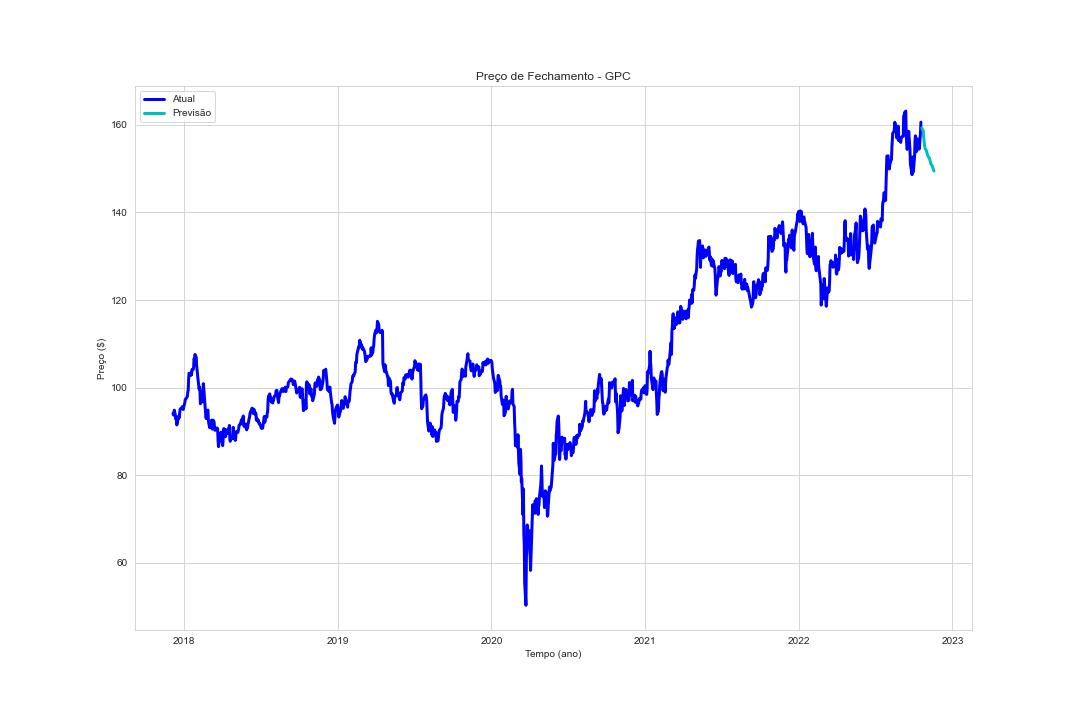 Preço de Fechamento - GPC
Atual
Previsão
160
140
120
100
80
60
Preço ($)
2018 2019 2020 2021 2022 2023
Tempo (ano)